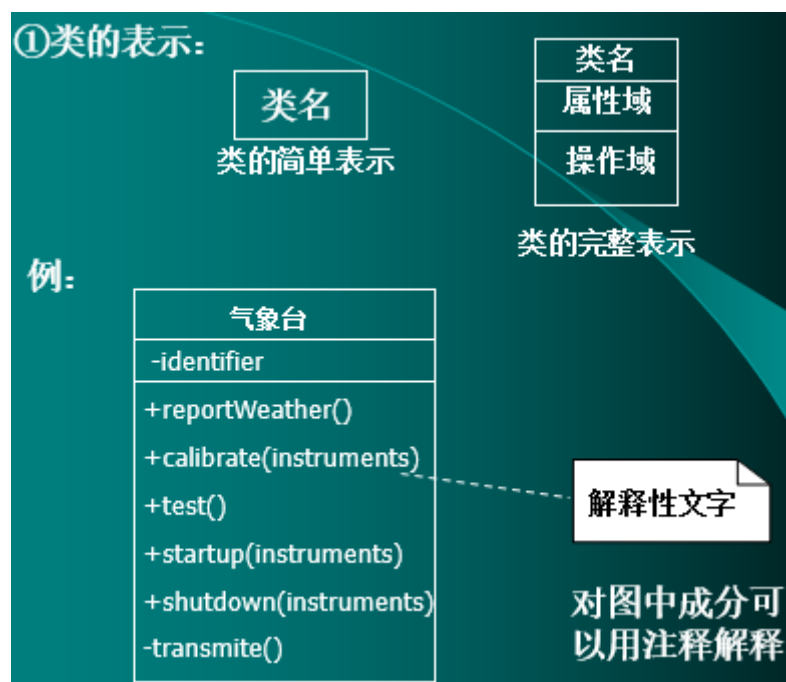 ①类的表示：
类名
类的简单表示
类名
属性域
操作域
类的完整表示
例：
气象台
-identifier
+reportWeather()
+calibrate(instruments)
+test()
+startup(instruments)
+shutdown(instruments)
-transmite()
解释性文字
对图中成分可
以用注释解释